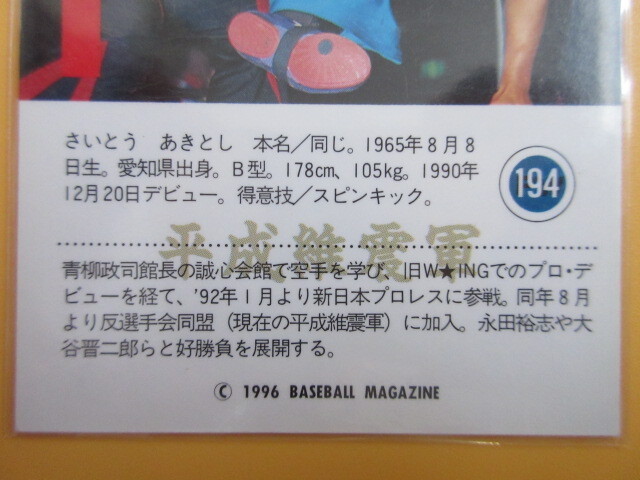 さいとう あきとし 本名／同じ。1965年8月8
日生。愛知県出身。B型。178cm、105kg。1990年
12月20日デビュー。得意技／スピンキック。
194
平成維震軍
青柳政司館長の誠心会館で空手を学び、旧W★INGでのプロ・デ
ビューを経て、'92年1月より新日本プロレスに参戦。同年8月
より反選手会同盟（現在の平成維震軍）に加入。永田裕志や大
谷晋二郎らと好勝負を展開する。
© 1996 BASEBALL MAGAZINE